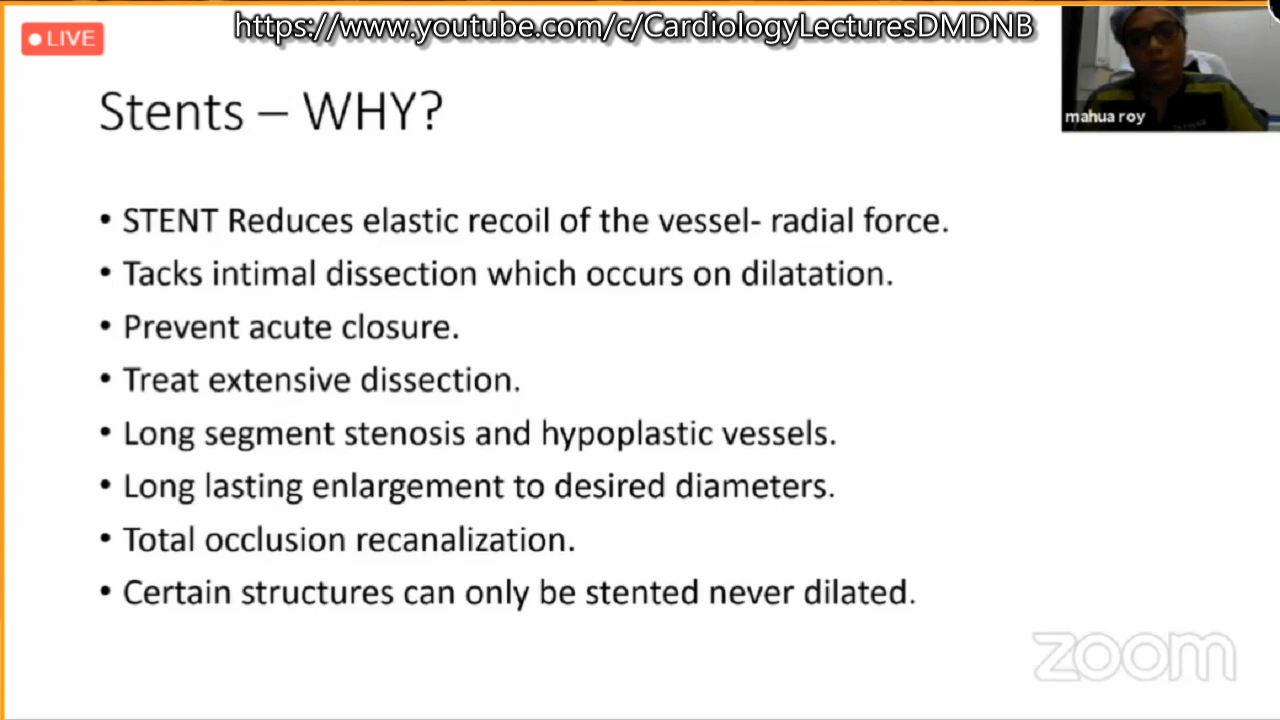 https://www.youtube.com/c/CardiologyLecturesDMDNB
LIVE
mahua roy
Stents – WHY?
• STENT Reduces elastic recoil of the vessel- radial force.
• Tacks intimal dissection which occurs on dilatation.
• Prevent acute closure.
• Treat extensive dissection.
• Long segment stenosis and hypoplastic vessels.
• Long lasting enlargement to desired diameters.
• Total occlusion recanalization.
• Certain structures can only be stented never dilated.
zoom